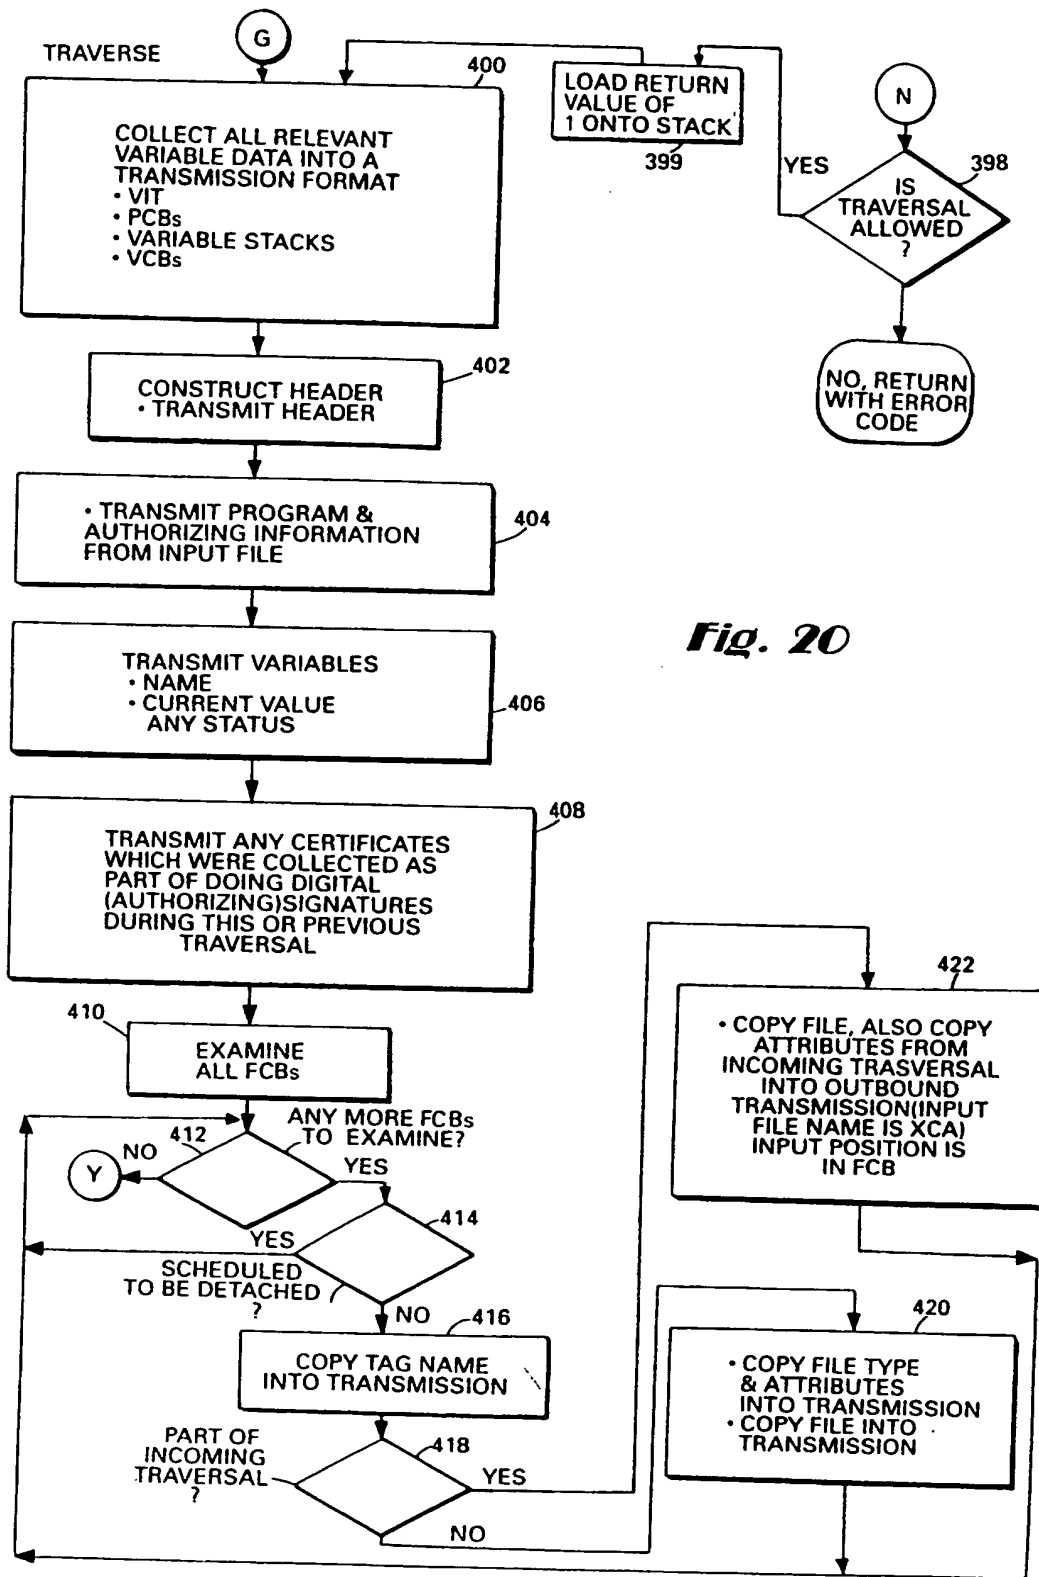 TRAVERSE
G
400
COLLECT ALL RELEVANT
VARIABLE DATA INTO A
TRANSMISSION FORMAT
• VIT
• PCBs
• VARIABLE STACKS
• VCBs
LOAD RETURN
VALUE OF
1 ONTO STACK
399
YES
N
398
IS
TRAVERSAL
ALLOWED
?
NO, RETURN
WITH ERROR
CODE
402
CONSTRUCT HEADER
• TRANSMIT HEADER
404
• TRANSMIT PROGRAM &
AUTHORIZING INFORMATION
FROM INPUT FILE
Fig. 20
406
TRANSMIT VARIABLES
• NAME
• CURRENT VALUE
ANY STATUS
408
TRANSMIT ANY CERTIFICATES
WHICH WERE COLLECTED AS
PART OF DOING DIGITAL
(AUTHORIZING)SIGNATURES
DURING THIS OR PREVIOUS
TRAVERSAL
410
EXAMINE
ALL FCBs
412
ANY MORE FCBs
TO EXAMINE?
NO
Y
YES
414
YES
SCHEDULED
TO BE DETACHED
?
NO
416
COPY TAG NAME
INTO TRANSMISSION
418
PART OF
INCOMING
TRAVERSAL
?
YES
NO
422
• COPY FILE, ALSO COPY
ATTRIBUTES FROM
INCOMING TRASVERSAL
INTO OUTBOUND
TRANSMISSION(INPUT
FILE NAME IS XCA)
INPUT POSITION IS
IN FCB
420
• COPY FILE TYPE
& ATTRIBUTES
INTO TRANSMISSION
• COPY FILE INTO
TRANSMISSION